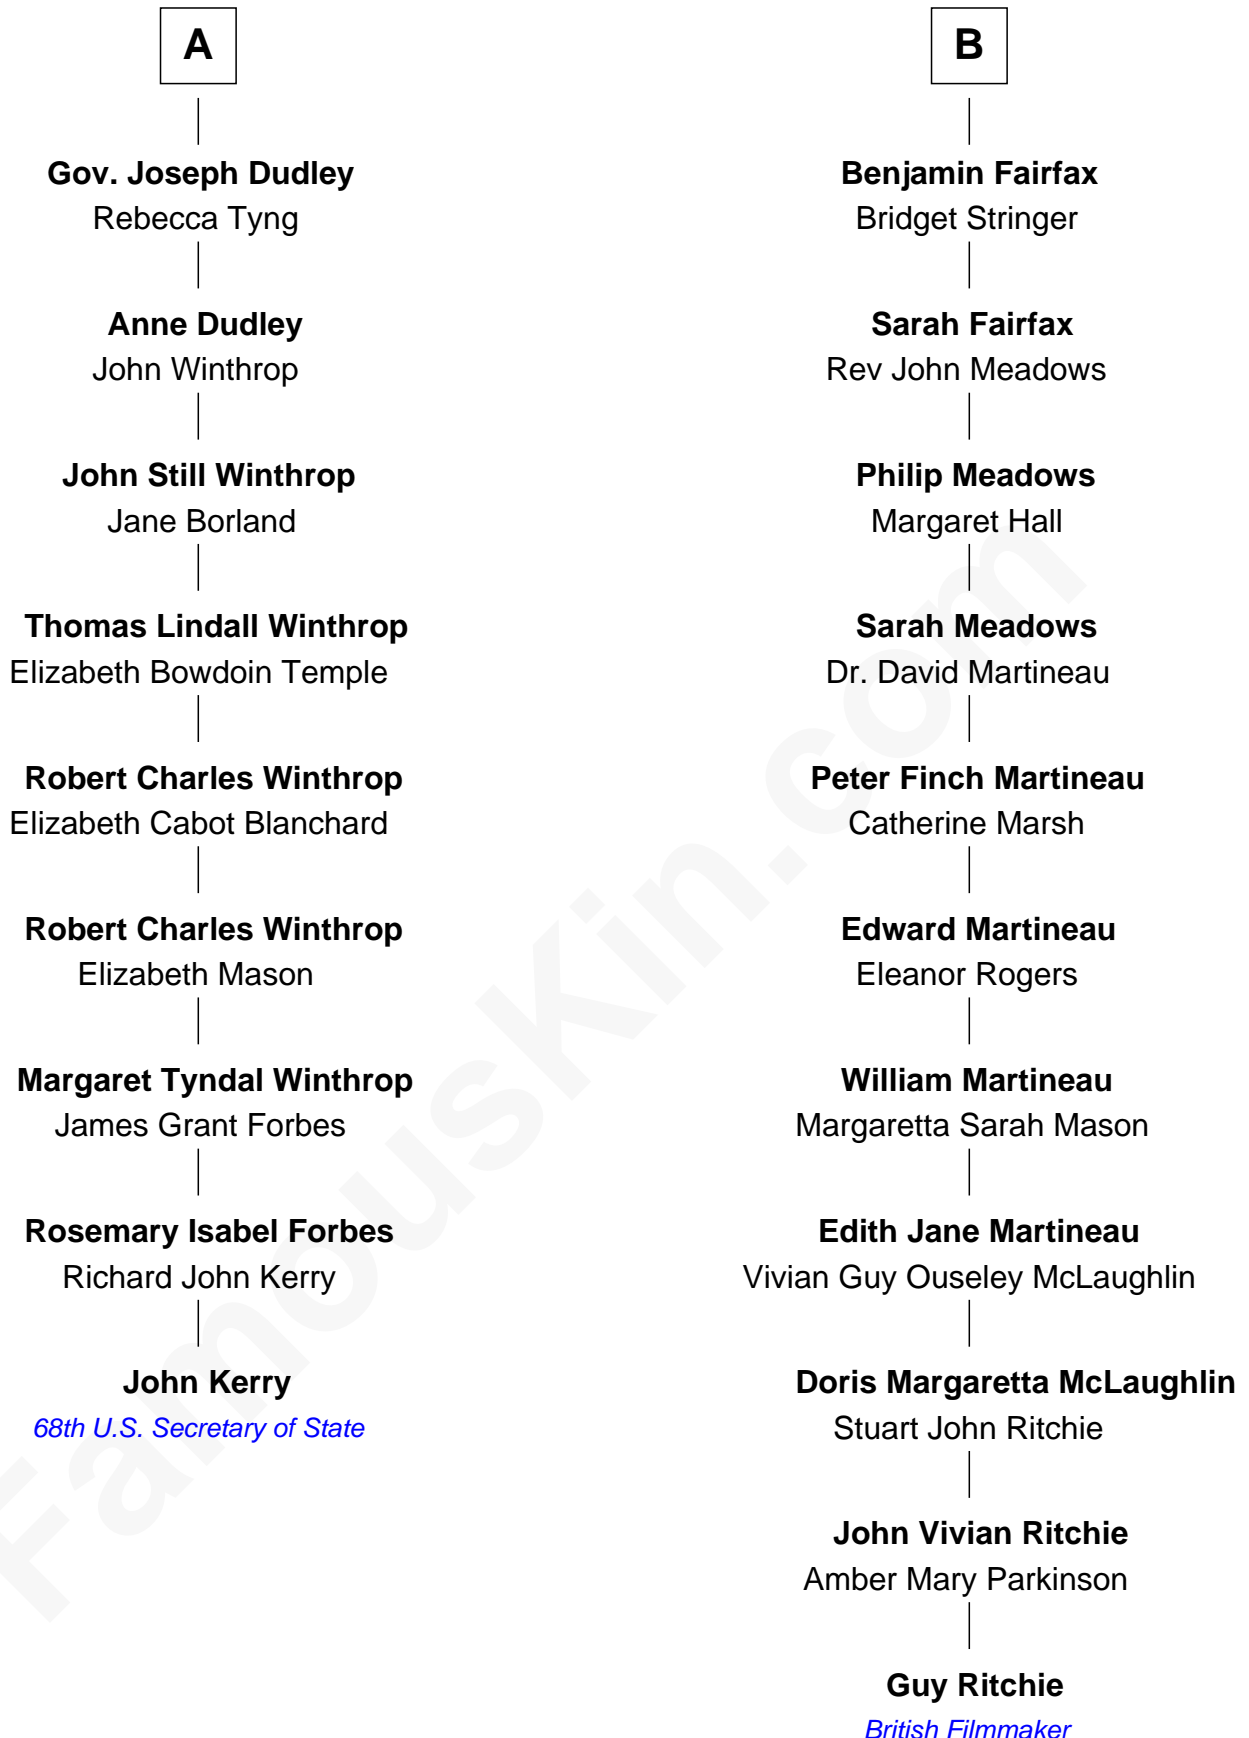 A
Gov. Joseph Dudley
Rebecca Tyng
Anne Dudley
John Winthrop
John Still Winthrop
Jane Borland
Thomas Lindall Winthrop
Elizabeth Bowdoin Temple
Robert Charles Winthrop
Elizabeth Cabot Blanchard
Robert Charles Winthrop
Elizabeth Mason
Margaret Tyndal Winthrop
James Grant Forbes
Rosemary Isabel Forbes
Richard John Kerry
John Kerry
68th U.S. Secretary of State
B
Benjamin Fairfax
Bridget Stringer
Sarah Fairfax
Rev John Meadows
Philip Meadows
Margaret Hall
Sarah Meadows
Dr. David Martineau
Peter Finch Martineau
Catherine Marsh
Edward Martineau
Eleanor Rogers
William Martineau
Margaretta Sarah Mason
Edith Jane Martineau
Vivian Guy Ouseley McLaughlin
Doris Margaretta McLaughlin
Stuart John Ritchie
John Vivian Ritchie
Amber Mary Parkinson
Guy Ritchie
British Filmmaker
FamousKin.com